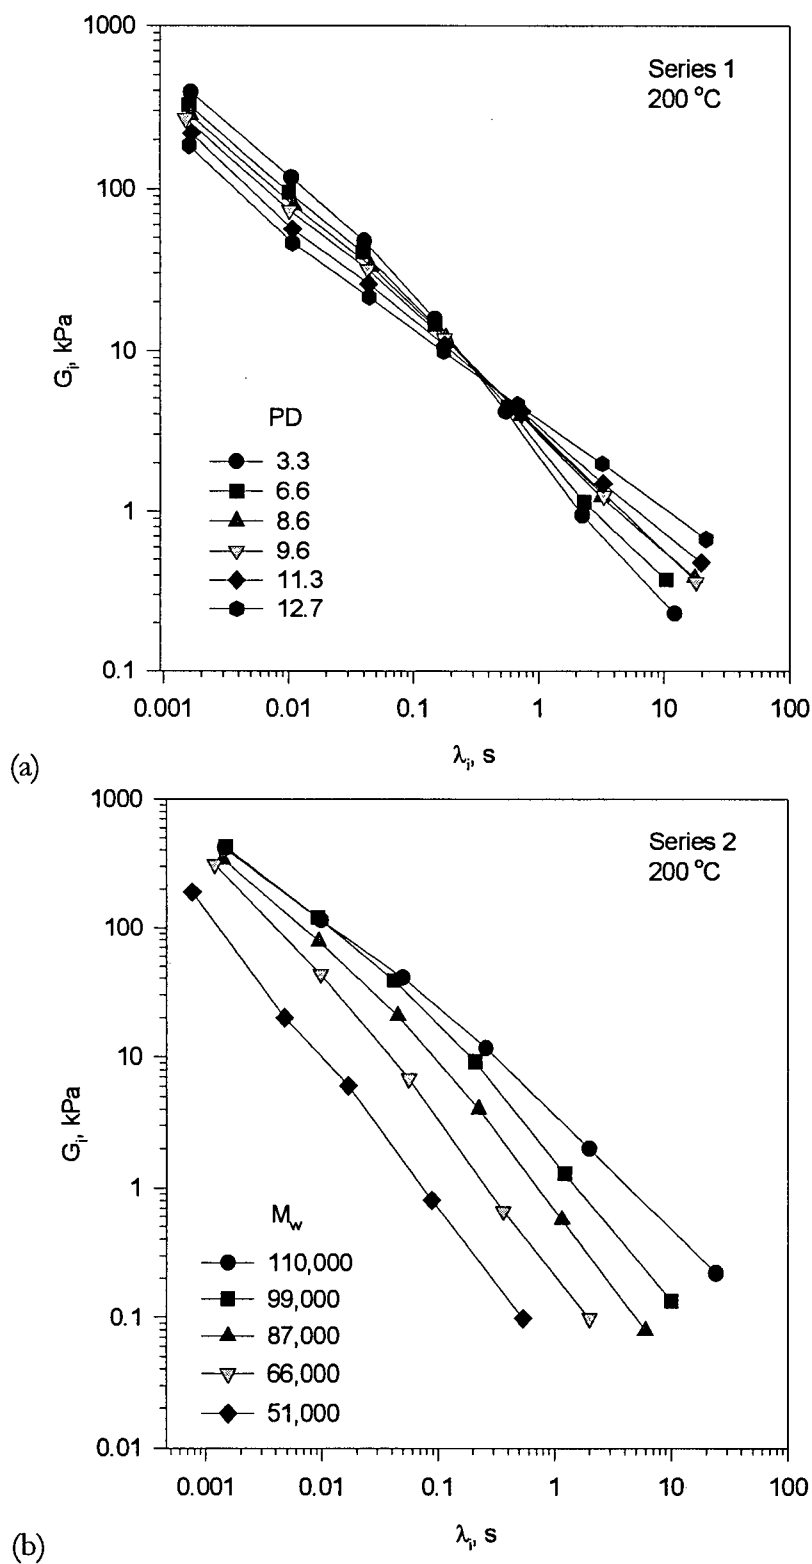 1000
Series 1
200 °C
100
10
1
0.1
G_i, kPa
PD
3.3
6.6
8.6
9.6
11.3
12.7
0.001 0.01 0.1 1 10 100
λ_i, s
(a)
1000
Series 2
200 °C
100
10
1
0.1
0.01
G_i, kPa
M_w
110,000
99,000
87,000
66,000
51,000
0.001 0.01 0.1 1 10 100
λ_i, s
(b)